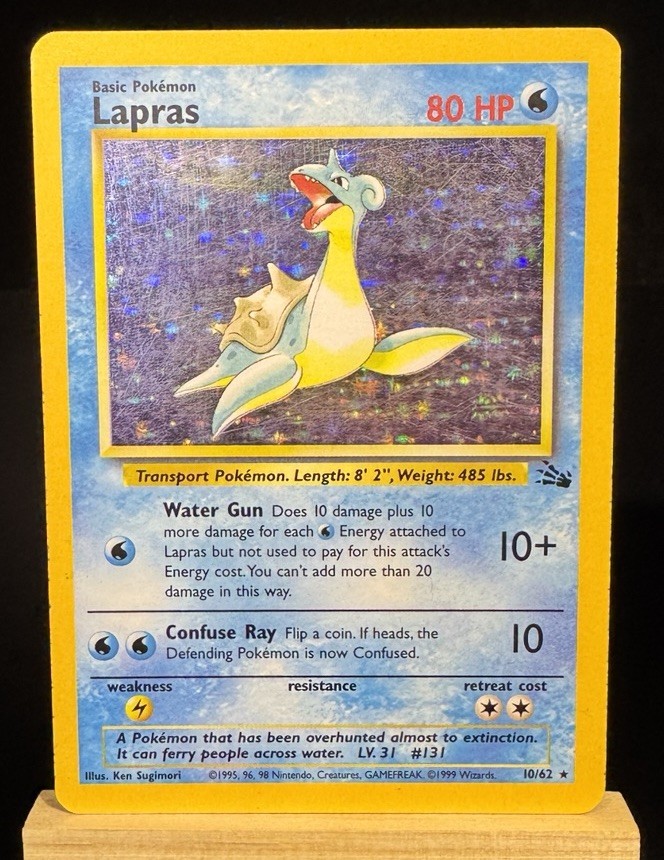 Basic Pokémon
Lapras
80 HP
Transport Pokémon. Length: 8' 2", Weight: 485 lbs.
Water Gun Does 10 damage plus 10
more damage for each Energy attached to
Lapras but not used to pay for this attack's
Energy cost. You can't add more than 20
damage in this way.
10+
Confuse Ray Flip a coin. If heads, the
Defending Pokémon is now Confused.
10
weakness resistance retreat cost
A Pokémon that has been overhunted almost to extinction.
It can ferry people across water. LV. 31 #131
Illus. Ken Sugimori ©1995, 96, 98 Nintendo, Creatures, GAMEFREAK. ©1999 Wizards. 10/62 ★